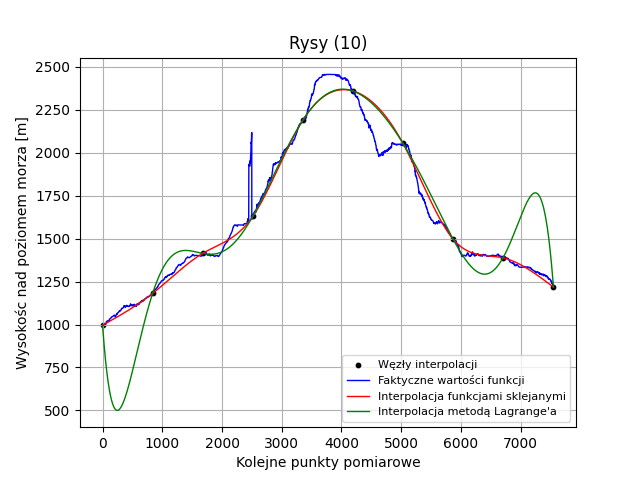 Rysy (10)
Wysokośc nad poziomem morza [m]
2500
2250
2000
1750
1500
1250
1000
750
500
0 1000 2000 3000 4000 5000 6000 7000
Kolejne punkty pomiarowe
Węzły interpolacji
Faktyczne wartości funkcji
Interpolacja funkcjami sklejanymi
Interpolacja metodą Lagrange'a